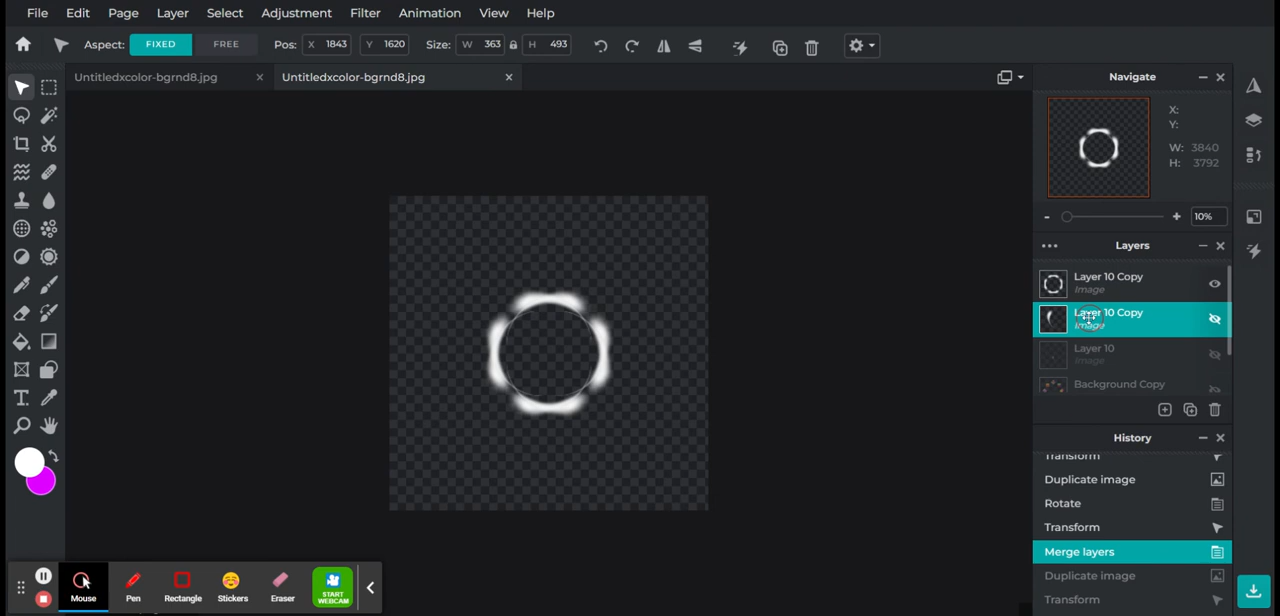 File Edit Page Layer Select Adjustment Filter Animation View Help
Aspect: FIXED FREE Pos: X 1843 Y 1620 Size: W 363 H 493
Untitledxcolor-bgrnd8.jpg × Untitledxcolor-bgrnd8.jpg ×
Navigate
X:
Y:
W: 3840
H: 3792
- + 10%
Layers
Layer 10 Copy
Image
Layer 10 Copy
Image
Layer 10
Image
Background Copy
History
Transform
Duplicate image
Rotate
Transform
Merge layers
Duplicate image
Transform
Mouse Pen Rectangle Stickers Eraser
START
WEBCAM